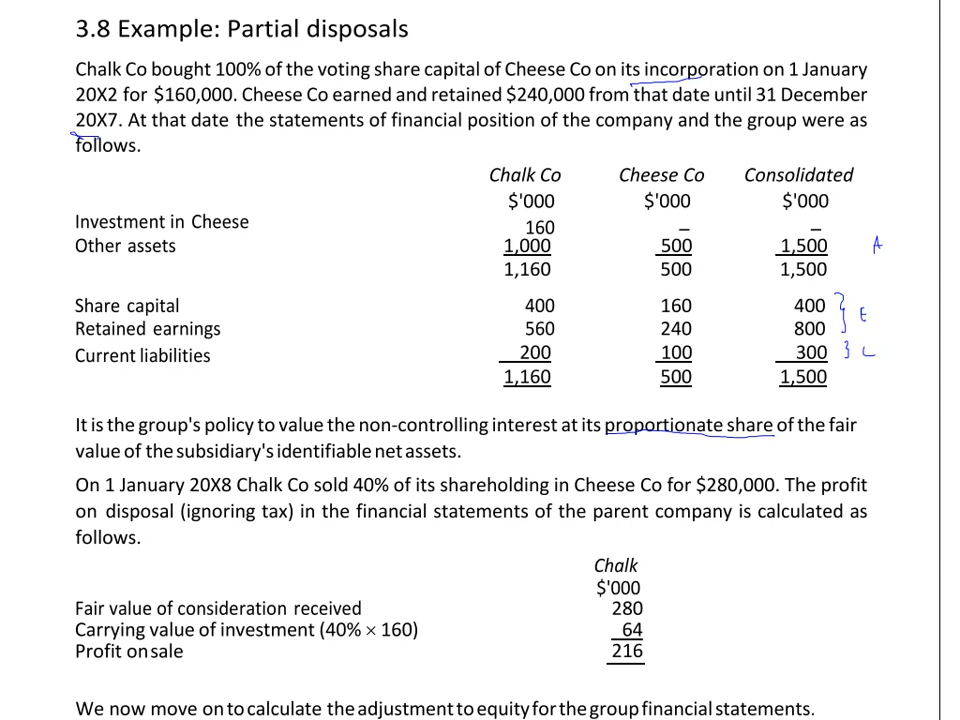 3.8 Example: Partial disposals
Chalk Co bought 100% of the voting share capital of Cheese Co on its incorporation on 1 January
20X2 for $160,000. Cheese Co earned and retained $240,000 from that date until 31 December
20X7. At that date the statements of financial position of the company and the group were as
follows.
Chalk Co Cheese Co Consolidated
$'000 $'000 $'000
Investment in Cheese 160 – –
Other assets 1,000 500 1,500 A
1,160 500 1,500
Share capital 400 160 400
Retained earnings 560 240 800 E
Current liabilities 200 100 300 L
1,160 500 1,500
It is the group's policy to value the non-controlling interest at its proportionate share of the fair
value of the subsidiary's identifiable net assets.
On 1 January 20X8 Chalk Co sold 40% of its shareholding in Cheese Co for $280,000. The profit
on disposal (ignoring tax) in the financial statements of the parent company is calculated as
follows.
Chalk
$'000
Fair value of consideration received 280
Carrying value of investment (40% × 160) 64
Profit on sale 216
We now move on to calculate the adjustment to equity for the group financial statements.